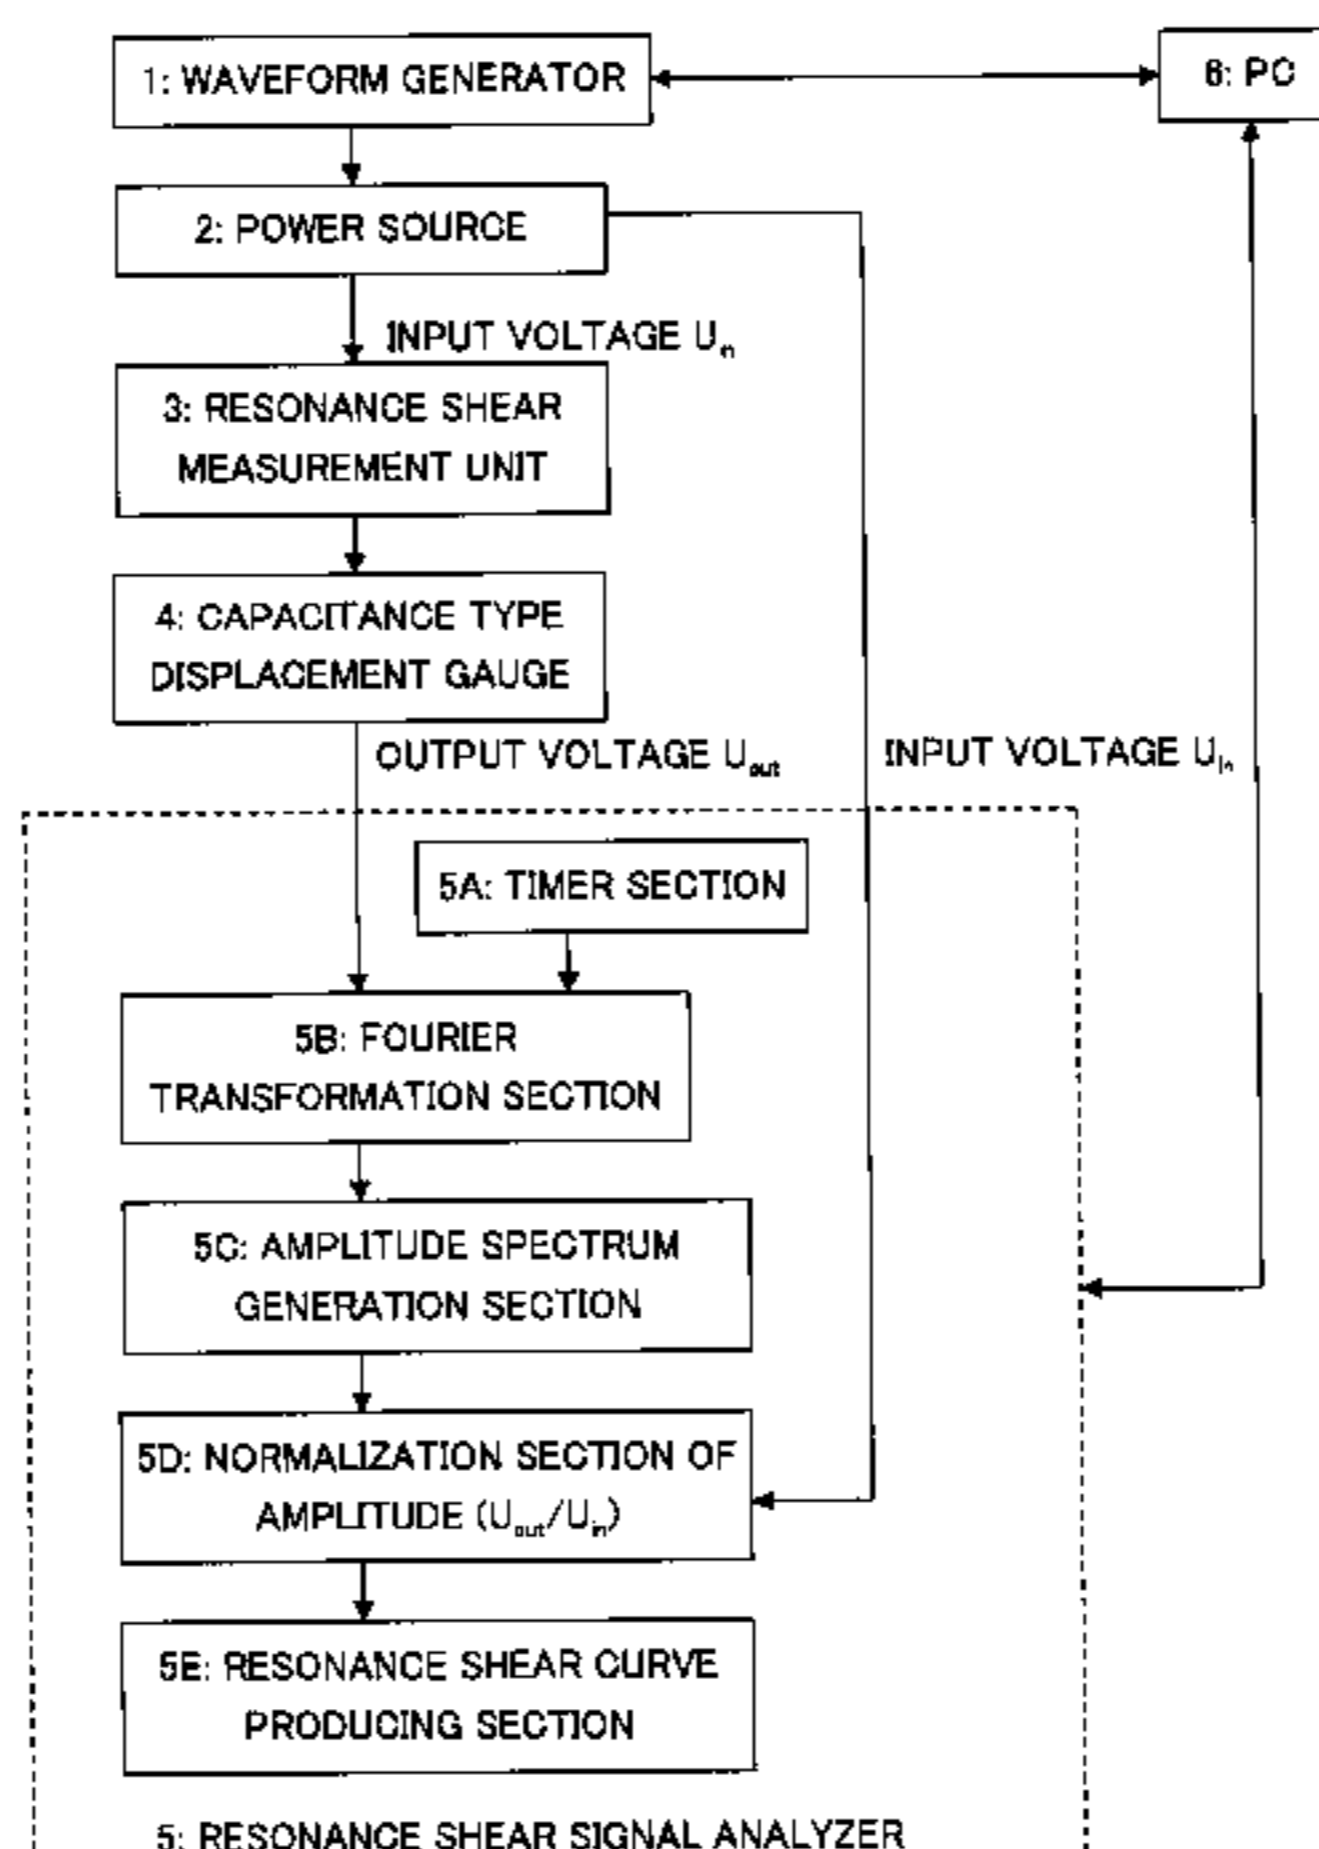 1: WAVEFORM GENERATOR
6: PC
2: POWER SOURCE
INPUT VOLTAGE Uin
3: RESONANCE SHEAR
MEASUREMENT UNIT
4: CAPACITANCE TYPE
DISPLACEMENT GAUGE
OUTPUT VOLTAGE Uout
INPUT VOLTAGE Uin
5A: TIMER SECTION
5B: FOURIER
TRANSFORMATION SECTION
5C: AMPLITUDE SPECTRUM
GENERATION SECTION
5D: NORMALIZATION SECTION OF
AMPLITUDE (Uout/Uin)
5E: RESONANCE SHEAR CURVE
PRODUCING SECTION
5: RESONANCE SHEAR SIGNAL ANALYZER